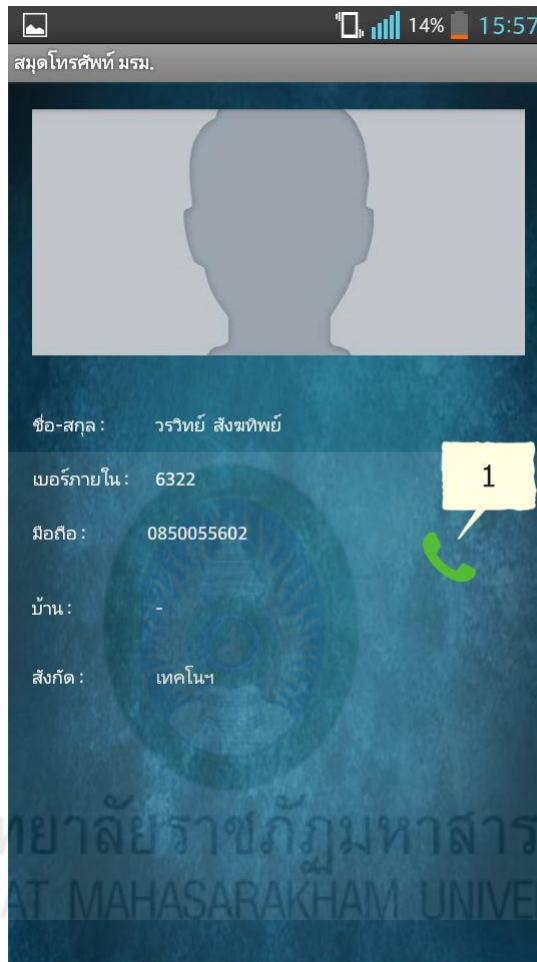 14% 15:57
สมุดโทรศัพท์ มรม.
ชื่อ-สกุล : วรวิทย์ สังฆทิพย์
เบอร์ภายใน : 6322
1
มือถือ : 0850055602
บ้าน : -
สังกัด : เทคโนฯ
ทยาลัยราชภัฏมหาสาร
AT MAHASARAKHAM UNIVE